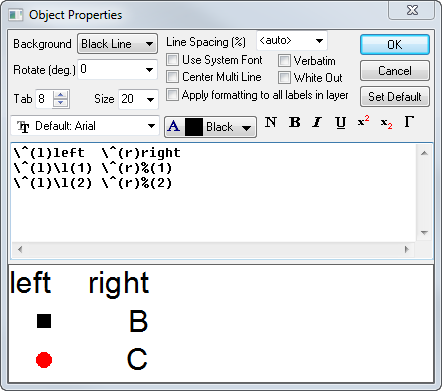 Object Properties
Background Black Line Line Spacing (%) <auto> OK
Use System Font Verbatim
Rotate (deg.) 0 Center Multi Line White Out Cancel
Tab 8 Size 20 Apply formatting to all labels in layer Set Default
Default: Arial A Black N B I U x² x₂ Γ
\^(l)left \^(r)right
\^(l)\l(1) \^(r)%(1)
\^(l)\l(2) \^(r)%(2)
left right
B
C